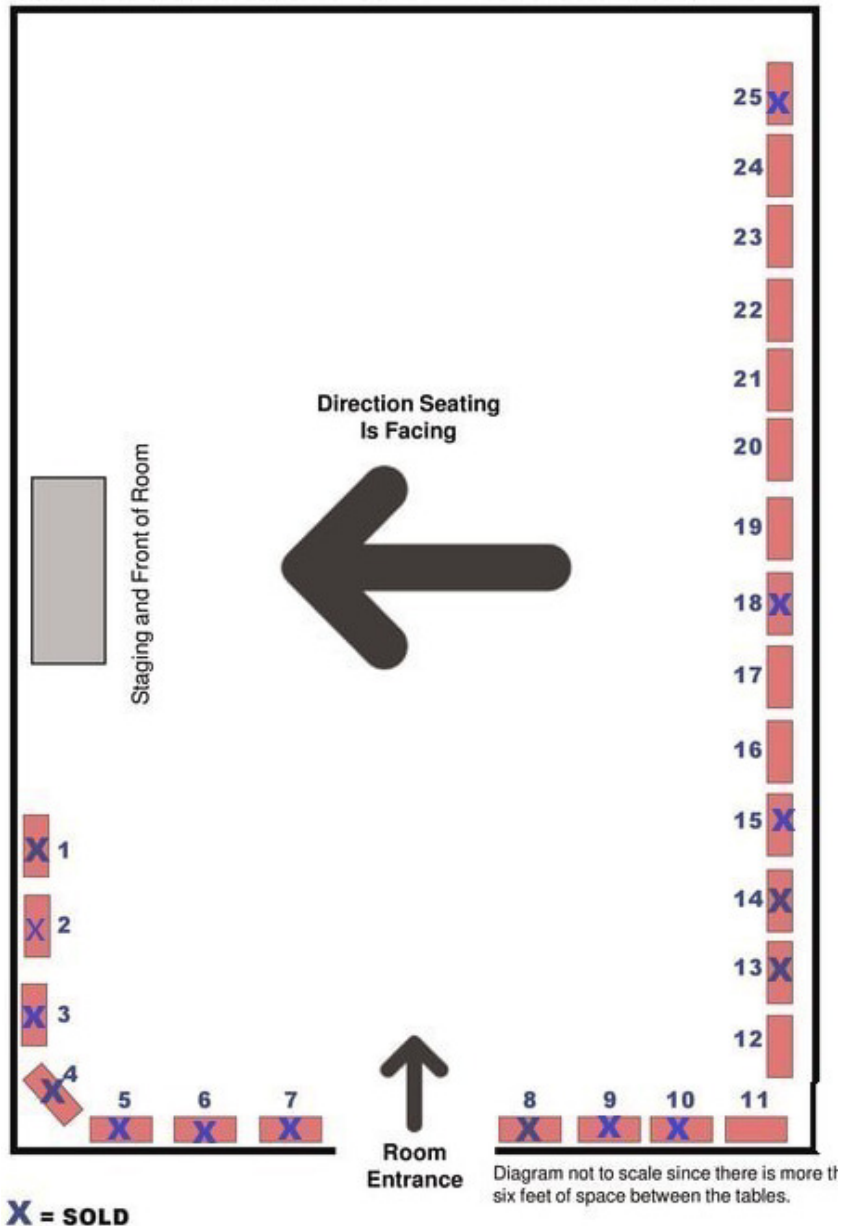 25 X
24
23
22
21
20
19
18 X
17
16
15 X
14 X
13 X
12
Direction Seating
Is Facing
Staging and Front of Room
X 1
X 2
X 3
X 4
5
X
6
X
7
X
8
X
9
X
10
X
11
Room
Entrance
Diagram not to scale since there is more th
six feet of space between the tables.
X = SOLD